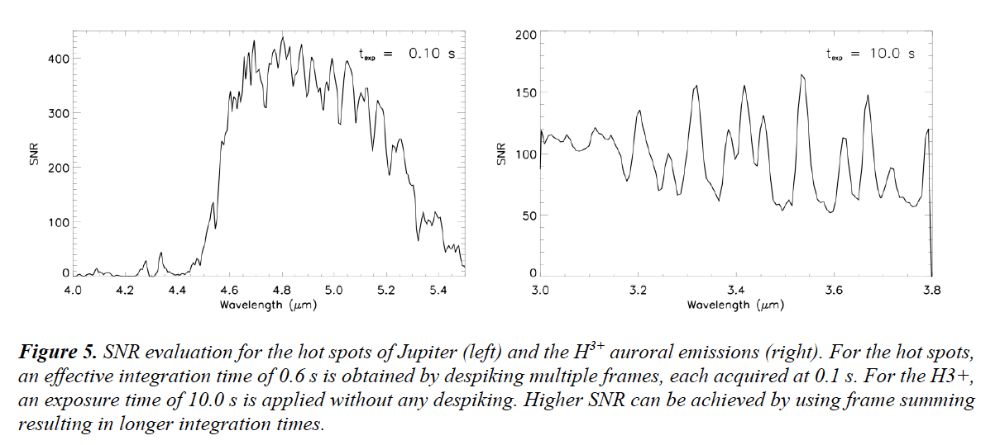 400
300
200
100
0
SNR
t_exp = 0.10 s
4.0 4.2 4.4 4.6 4.8 5.0 5.2 5.4
Wavelength (μm)
200
150
100
50
0
SNR
t_exp = 10.0 s
3.0 3.2 3.4 3.6 3.8
Wavelength (μm)
Figure 5. SNR evaluation for the hot spots of Jupiter (left) and the H³⁺ auroral emissions (right). For the hot spots,
an effective integration time of 0.6 s is obtained by despiking multiple frames, each acquired at 0.1 s. For the H3+,
an exposure time of 10.0 s is applied without any despiking. Higher SNR can be achieved by using frame summing
resulting in longer integration times.